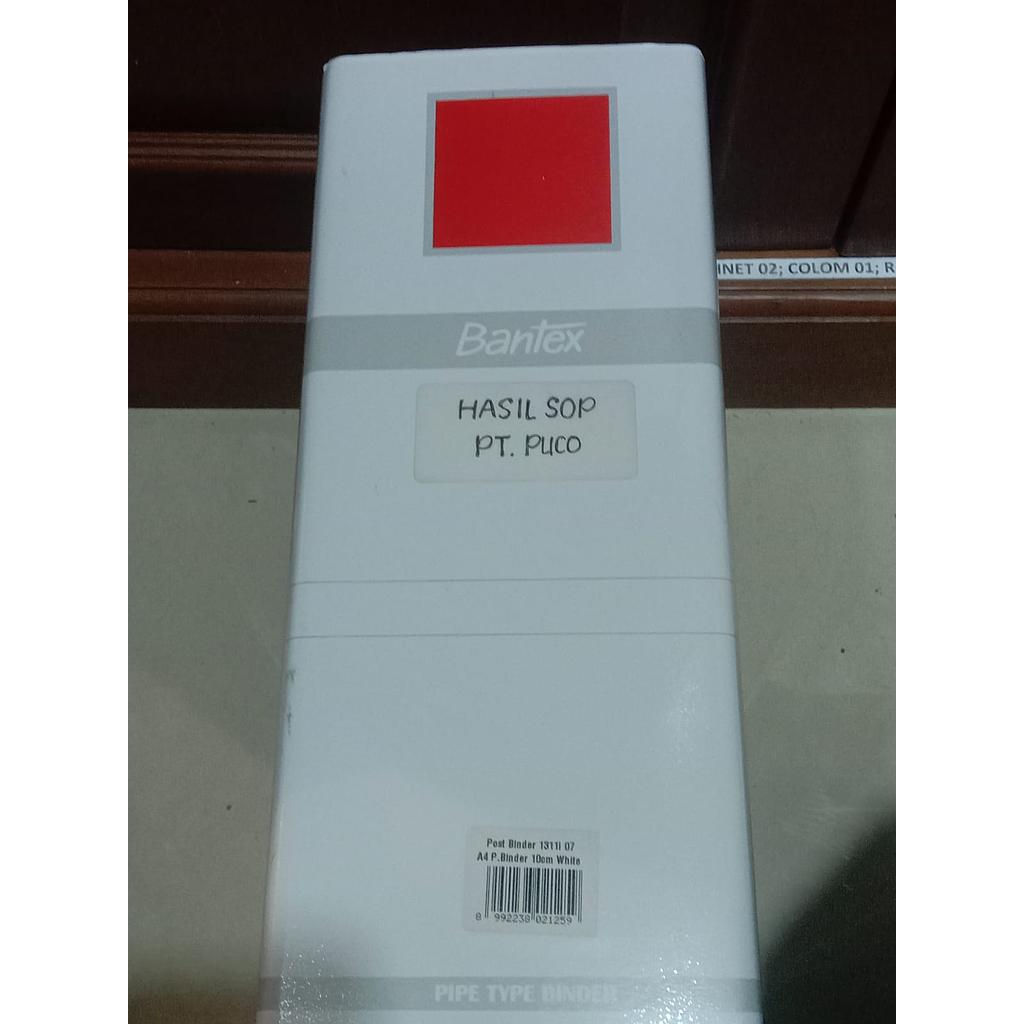 INET 02; COLOM 01; R
Bantex
HASIL SOP
PT. PUCO
Post Binder 1311i 07
A4 P.Binder 10cm White
8 992238 021259
PIPE TYPE BINDER